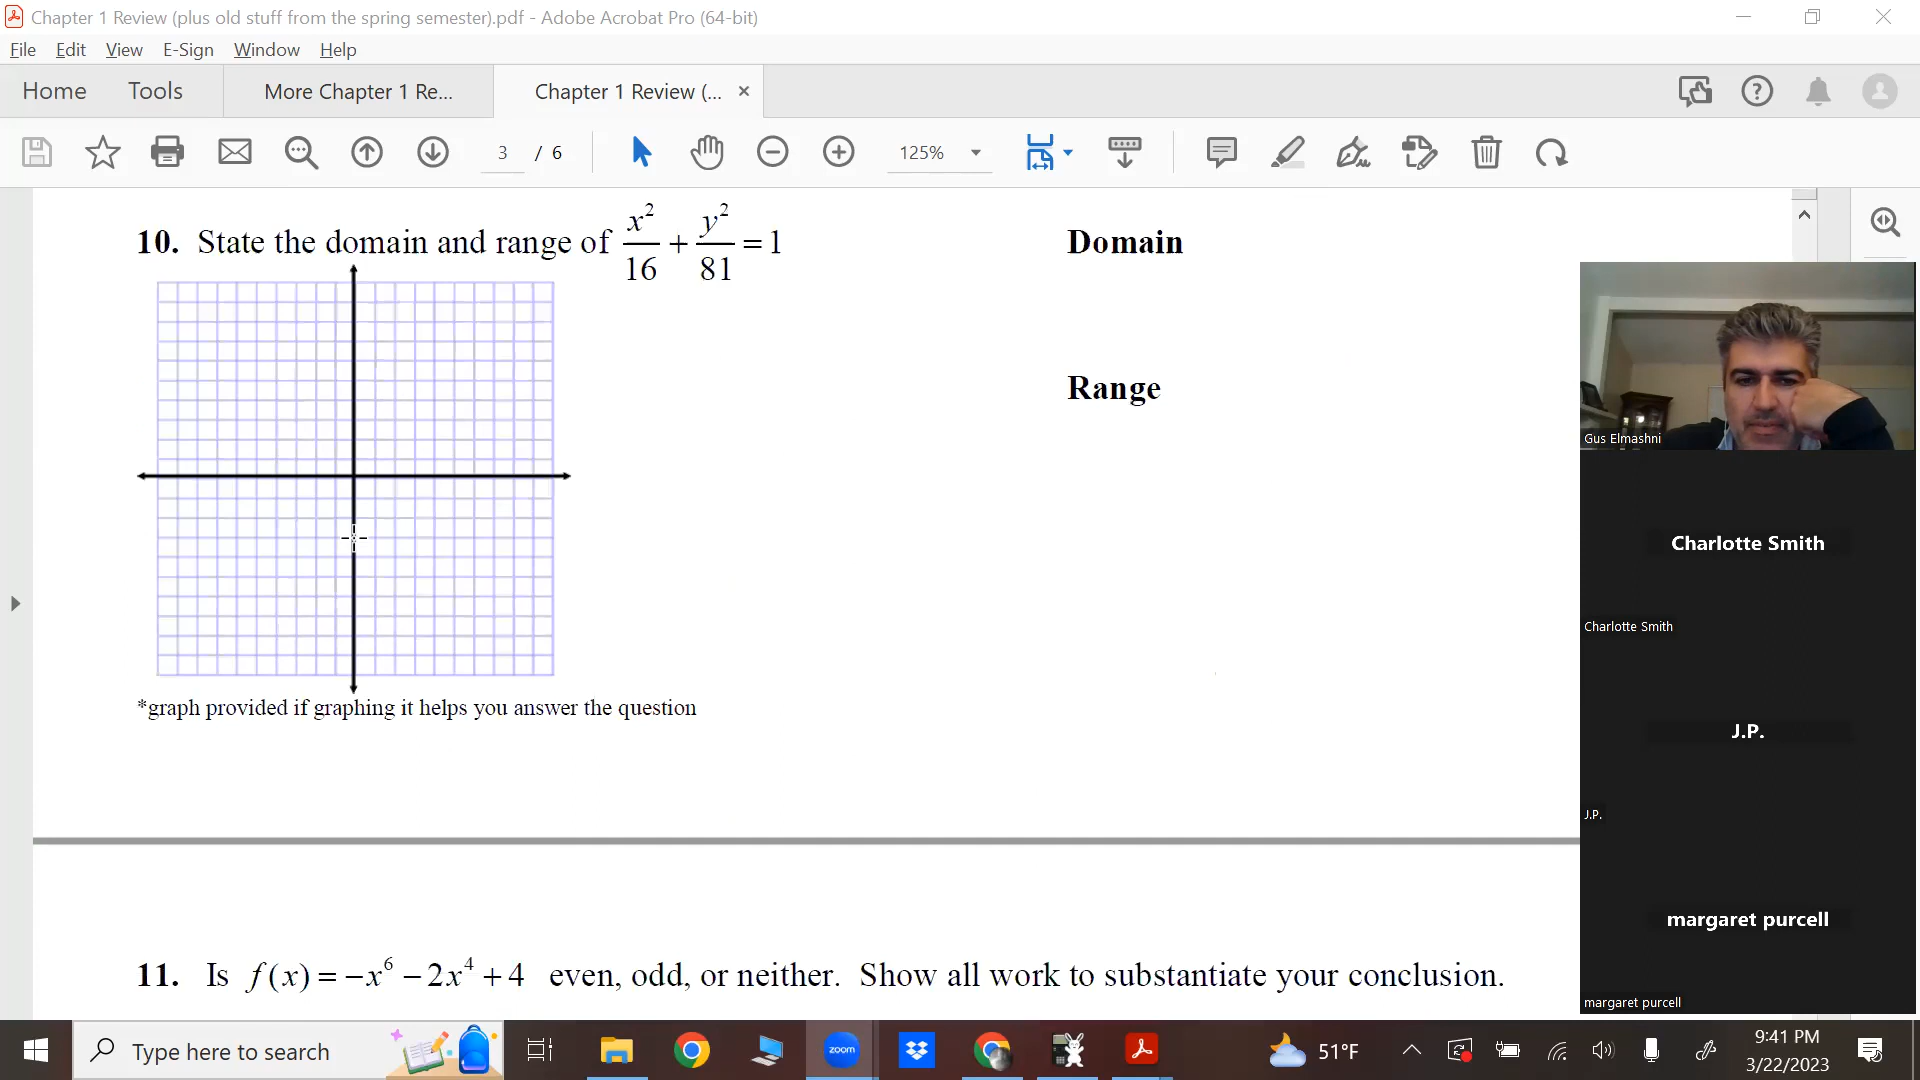 Chapter 1 Review (plus old stuff from the spring semester).pdf - Adobe Acrobat Pro (64-bit)
File Edit View E-Sign Window Help
Home Tools More Chapter 1 Re... Chapter 1 Review (... ×
3 / 6 125%
10. State the domain and range of x²/16 + y²/81 = 1
Domain
Range
*graph provided if graphing it helps you answer the question
11. Is f(x) = −x⁶ − 2x⁴ + 4 even, odd, or neither. Show all work to substantiate your conclusion.
Gus Elmashni
Charlotte Smith
Charlotte Smith
J.P.
J.P.
margaret purcell
margaret purcell
Type here to search
zoom
51°F
9:41 PM
3/22/2023